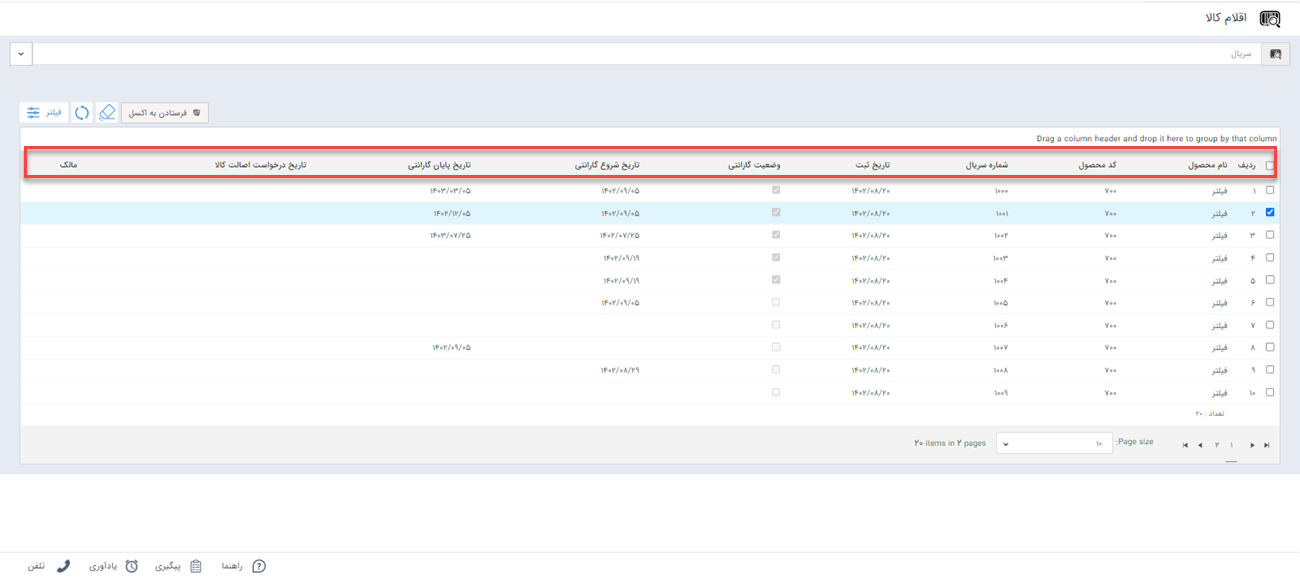 اقلام کالا
سریال
فرستادن به اکسل فیلتر
Drag a column header and drop it here to group by that column
ردیف نام محصول کد محصول شماره سریال تاریخ ثبت وضعیت گارانتی تاریخ شروع گارانتی تاریخ پایان گارانتی تاریخ درخواست اصالت کالا مالک
۱ فیلتر ۷۰۰ ۱۰۰۰ ۱۴۰۲/۰۸/۲۰ ۱۴۰۲/۰۹/۰۵ ۱۴۰۳/۰۳/۰۵
۲ فیلتر ۷۰۰ ۱۰۰۱ ۱۴۰۲/۰۸/۲۰ ۱۴۰۲/۰۹/۰۵ ۱۴۰۲/۱۲/۰۵
۳ فیلتر ۷۰۰ ۱۰۰۲ ۱۴۰۲/۰۸/۲۰ ۱۴۰۲/۰۷/۲۵ ۱۴۰۳/۰۷/۲۵
۴ فیلتر ۷۰۰ ۱۰۰۳ ۱۴۰۲/۰۸/۲۰ ۱۴۰۲/۰۹/۱۹
۵ فیلتر ۷۰۰ ۱۰۰۴ ۱۴۰۲/۰۸/۲۰ ۱۴۰۲/۰۹/۱۹
۶ فیلتر ۷۰۰ ۱۰۰۵ ۱۴۰۲/۰۸/۲۰ ۱۴۰۲/۰۹/۰۵
۷ فیلتر ۷۰۰ ۱۰۰۶ ۱۴۰۲/۰۸/۲۰
۸ فیلتر ۷۰۰ ۱۰۰۷ ۱۴۰۲/۰۸/۲۰ ۱۴۰۲/۰۹/۰۵
۹ فیلتر ۷۰۰ ۱۰۰۸ ۱۴۰۲/۰۸/۲۰ ۱۴۰۲/۰۸/۲۹
۱۰ فیلتر ۷۰۰ ۱۰۰۹ ۱۴۰۲/۰۸/۲۰
تعداد : ۲۰
۱ ۲ Page size: ۱۰ ۲۰ items in ۲ pages
راهنما پیگیری یادآوری تلفن